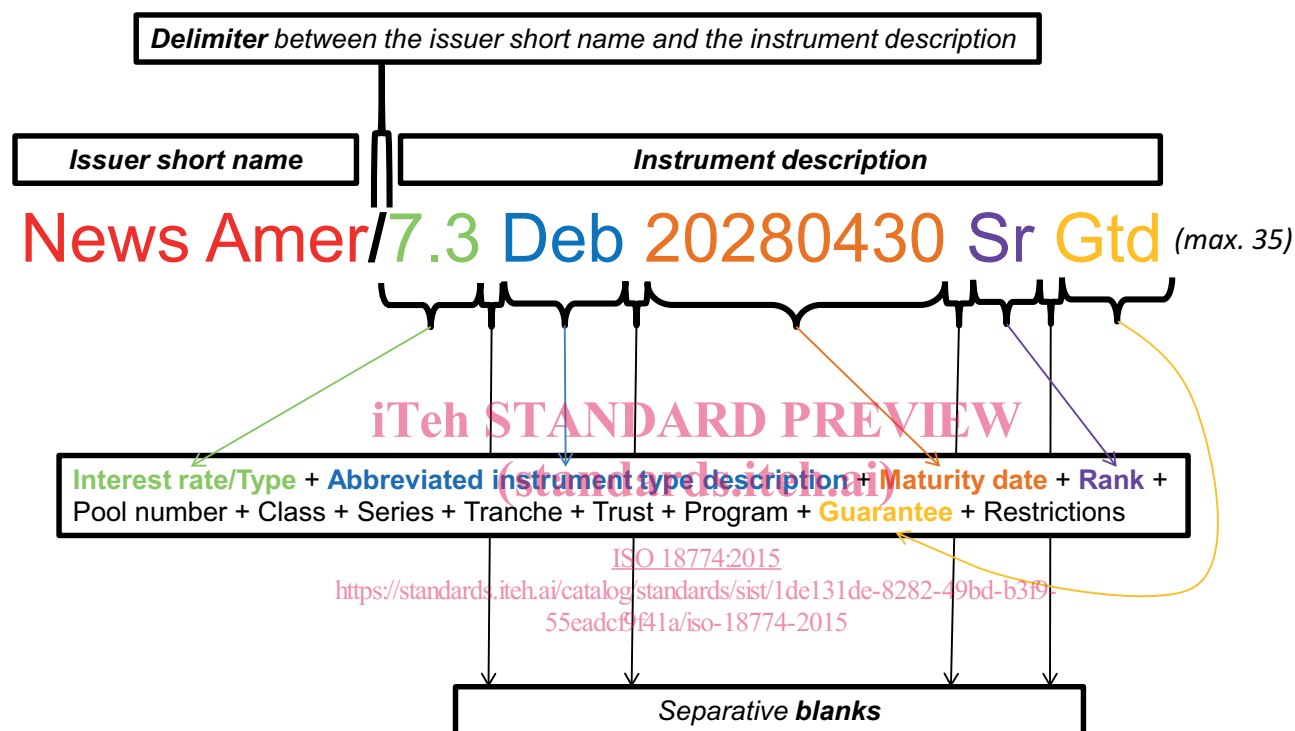 Delimiter between the issuer short name and the instrument description
Issuer short name
Instrument description
News Amer/7.3 Deb 20280430 Sr Gtd (max. 35)
iTeh STANDARD PREVIEW
(standards.iteh.ai)
Interest rate/Type + Abbreviated instrument type description + Maturity date + Rank +
Pool number + Class + Series + Tranche + Trust + Program + Guarantee + Restrictions
ISO 18774:2015
https://standards.iteh.ai/catalog/standards/sist/1de131de-8282-49bd-b3f9-
55eadcf9f41a/iso-18774-2015
Separative blanks